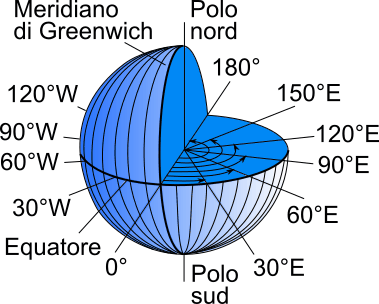 Meridiano
di Greenwich
Polo
nord
180°
150°E
120°E
90°E
60°E
30°E
120°W
90°W
60°W
30°W
Equatore
0°
Polo
sud